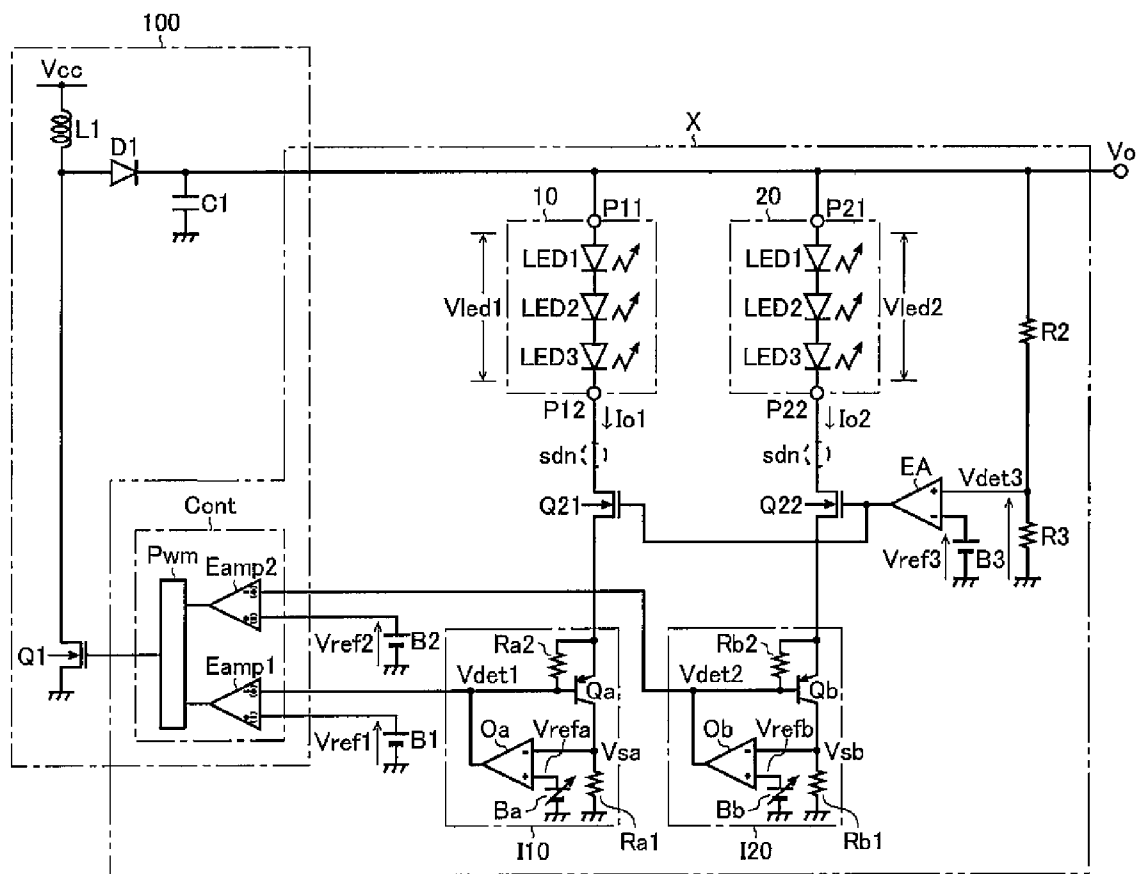 100
Vcc
L1
D1
C1
X
Vo
10
P11
20
P21
LED1
LED2
LED3
Vled1
LED1
LED2
LED3
Vled2
R2
P12
Io1
P22
Io2
sdn
sdn
EA
Vdet3
Q21
Q22
Vref3
B3
R3
Cont
Pwm
Eamp2
+
-
Vref2
B2
Q1
Eamp1
Vref1
B1
Ra2
Vdet1
Qa
Oa
Vrefa
-
+
Vsa
Ba
Ra1
I10
Rb2
Vdet2
Qb
Ob
Vrefb
-
+
Vsb
Bb
Rb1
I20